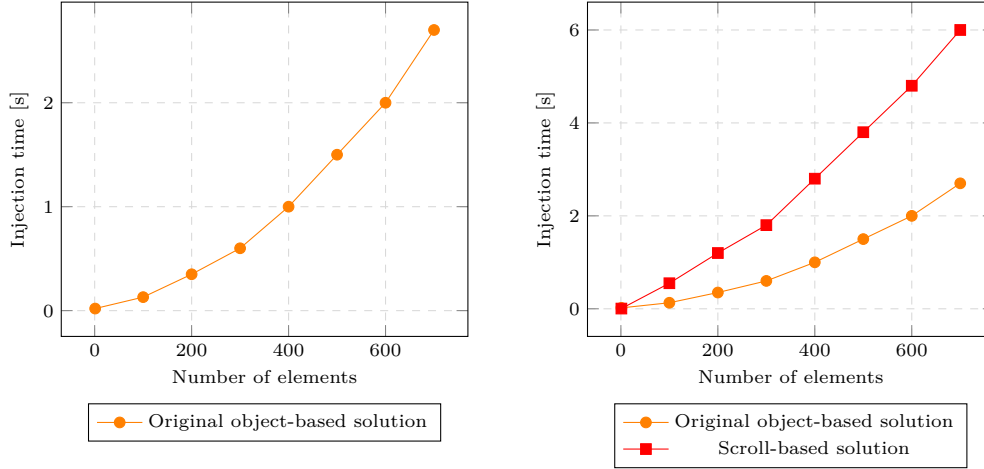 2
1
0
0
200
400
600
Injection time [s]
Number of elements
Original object-based solution
6
4
2
0
0
200
400
600
Injection time [s]
Number of elements
Original object-based solution
Scroll-based solution